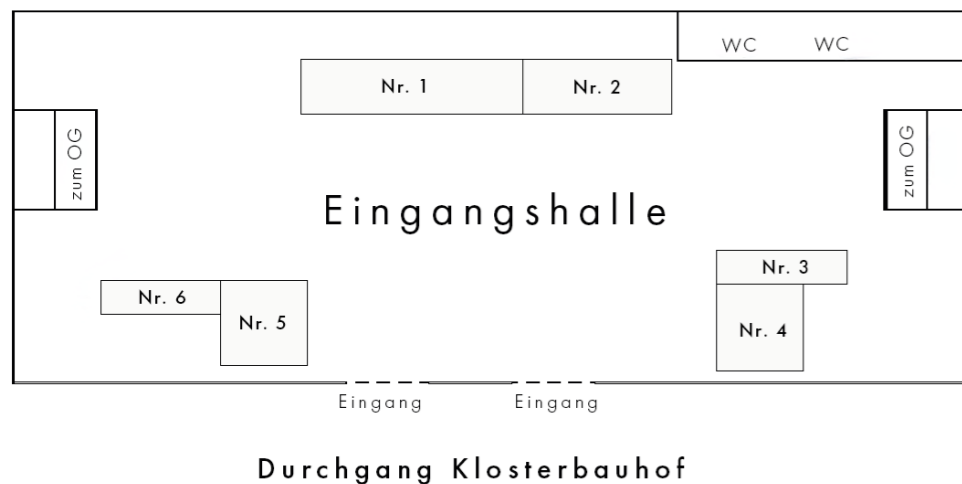 WC WC
Nr. 1 Nr. 2
zum OG
zum OG
Eingangshalle
Nr. 3
Nr. 6
Nr. 5
Nr. 4
Eingang Eingang
Durchgang Klosterbauhof